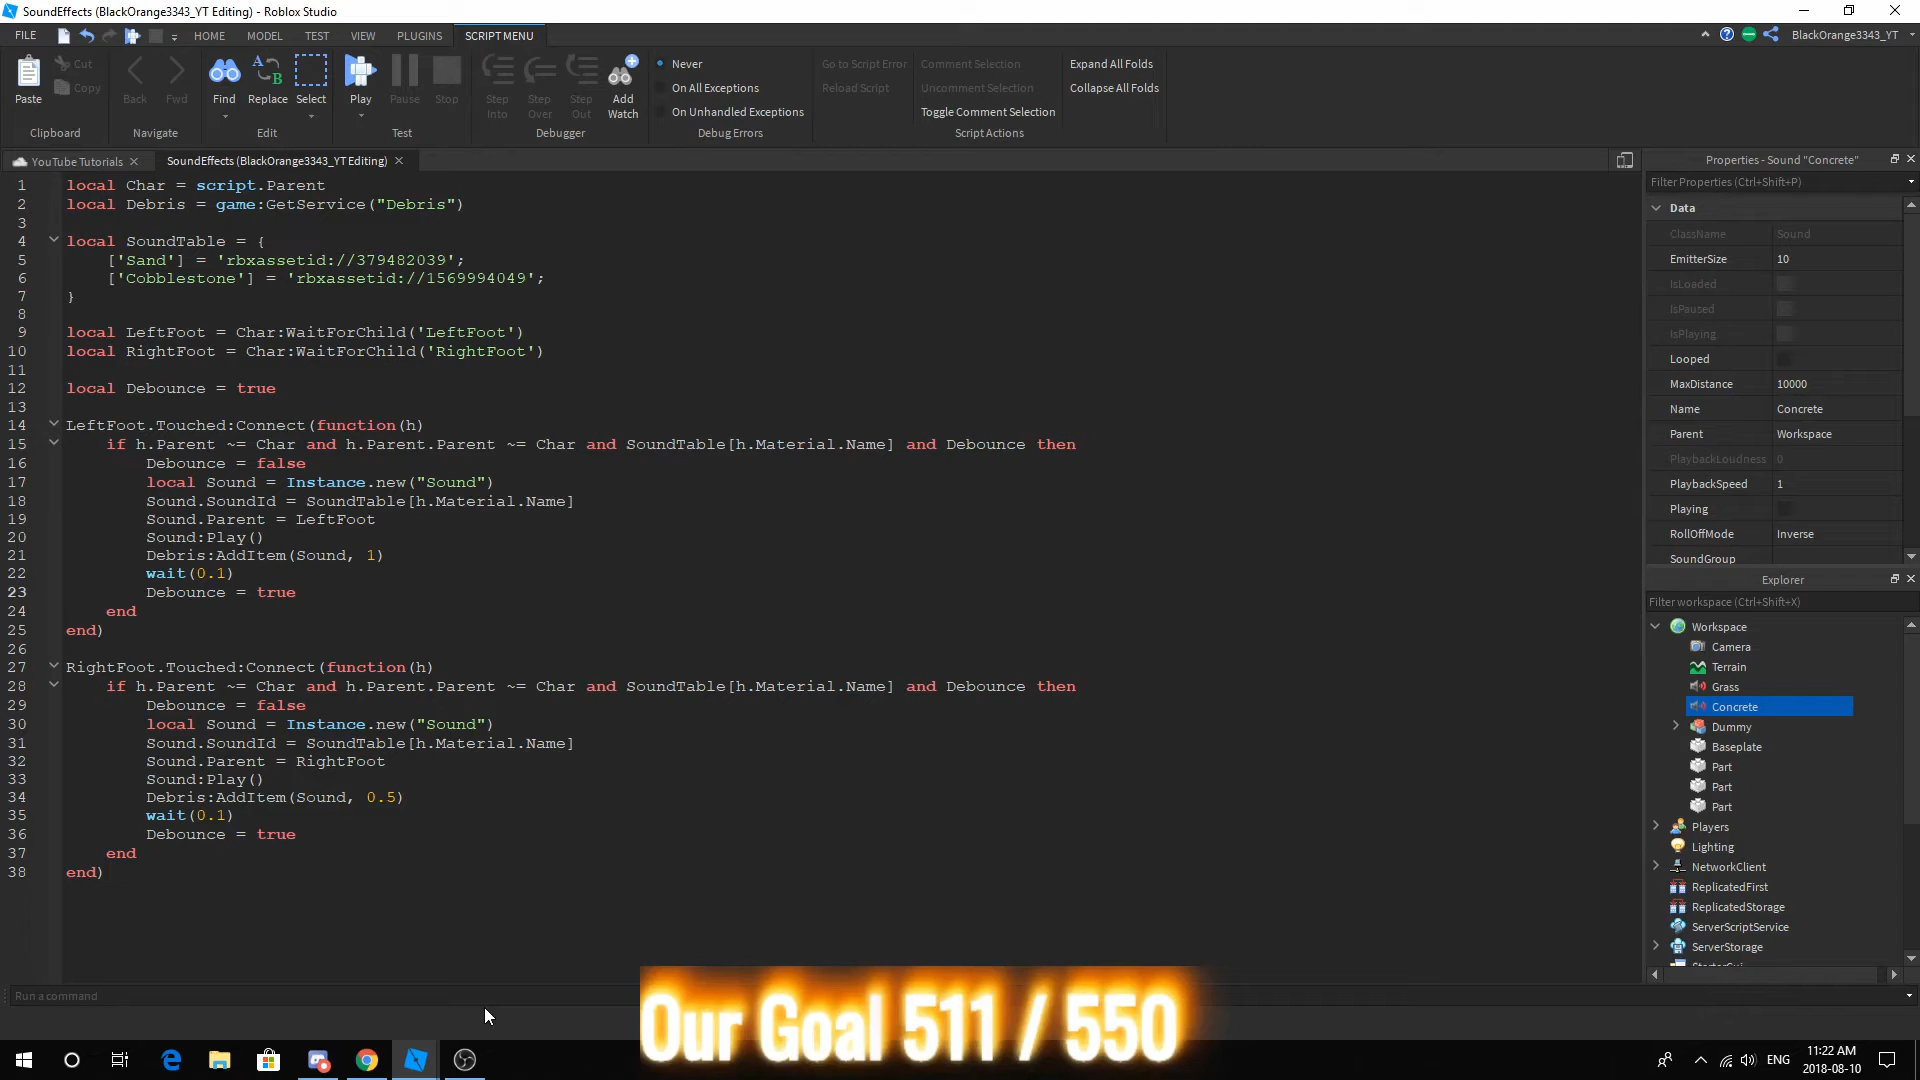 SoundEffects (BlackOrange3343_YT Editing) - Roblox Studio
FILE HOME MODEL TEST VIEW PLUGINS SCRIPT MENU BlackOrange3343_YT
Paste Cut Copy Back Fwd Find Replace Select Play Pause Stop Step Into Step Over Step Out Add Watch
Never
On All Exceptions
On Unhandled Exceptions
Go to Script Error
Reload Script
Comment Selection
Uncomment Selection
Toggle Comment Selection
Expand All Folds
Collapse All Folds
Clipboard Navigate Edit Test Debugger Debug Errors Script Actions
YouTube Tutorials SoundEffects (BlackOrange3343_YT Editing)
1 local Char = script.Parent
2 local Debris = game:GetService("Debris")
3
4 local SoundTable = {
5 ['Sand'] = 'rbxassetid://379482039';
6 ['Cobblestone'] = 'rbxassetid://1569994049';
7 }
8
9 local LeftFoot = Char:WaitForChild('LeftFoot')
10 local RightFoot = Char:WaitForChild('RightFoot')
11
12 local Debounce = true
13
14 LeftFoot.Touched:Connect(function(h)
15 if h.Parent ~= Char and h.Parent.Parent ~= Char and SoundTable[h.Material.Name] and Debounce then
16 Debounce = false
17 local Sound = Instance.new("Sound")
18 Sound.SoundId = SoundTable[h.Material.Name]
19 Sound.Parent = LeftFoot
20 Sound:Play()
21 Debris:AddItem(Sound, 1)
22 wait(0.1)
23 Debounce = true
24 end
25 end)
26
27 RightFoot.Touched:Connect(function(h)
28 if h.Parent ~= Char and h.Parent.Parent ~= Char and SoundTable[h.Material.Name] and Debounce then
29 Debounce = false
30 local Sound = Instance.new("Sound")
31 Sound.SoundId = SoundTable[h.Material.Name]
32 Sound.Parent = RightFoot
33 Sound:Play()
34 Debris:AddItem(Sound, 0.5)
35 wait(0.1)
36 Debounce = true
37 end
38 end)
Properties - Sound "Concrete"
Filter Properties (Ctrl+Shift+P)
Data
ClassName Sound
EmitterSize 10
IsLoaded
IsPaused
IsPlaying
Looped
MaxDistance 10000
Name Concrete
Parent Workspace
PlaybackLoudness 0
PlaybackSpeed 1
Playing
RollOffMode Inverse
SoundGroup
Explorer
Filter workspace (Ctrl+Shift+X)
Workspace
Camera
Terrain
Grass
Concrete
Dummy
Baseplate
Part
Part
Part
Players
Lighting
NetworkClient
ReplicatedFirst
ReplicatedStorage
ServerScriptService
ServerStorage
StarterGui
Run a command
Our Goal 511 / 550
ENG
11:22 AM
2018-08-10